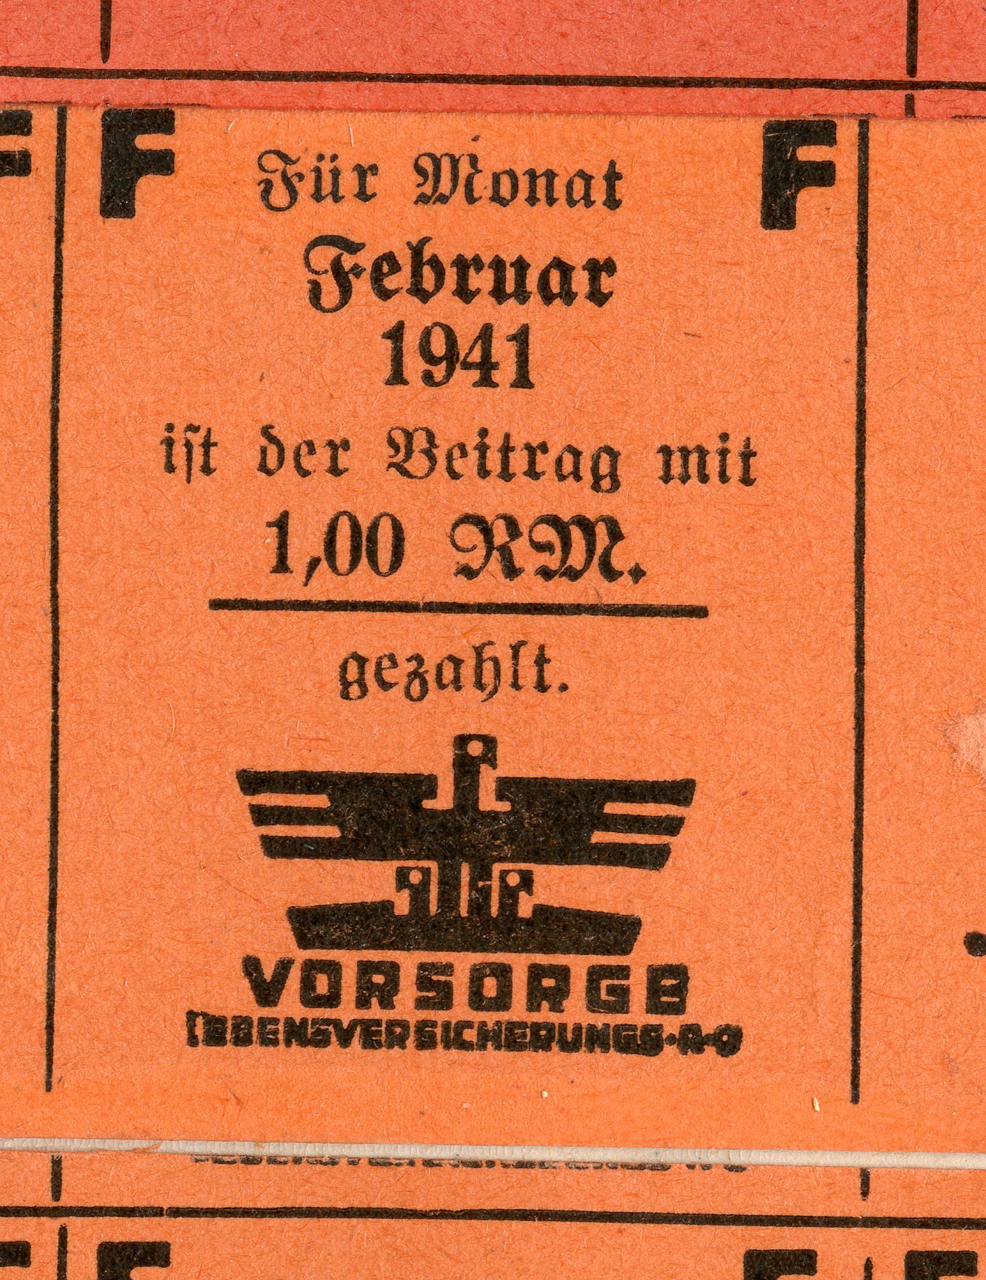 F F F
Für Monat
Februar
1941
ist der Beitrag mit
1,00 RM.
gezahlt.
VORSORGE
LEBENSVERSICHERUNGS-A-G
F F F F